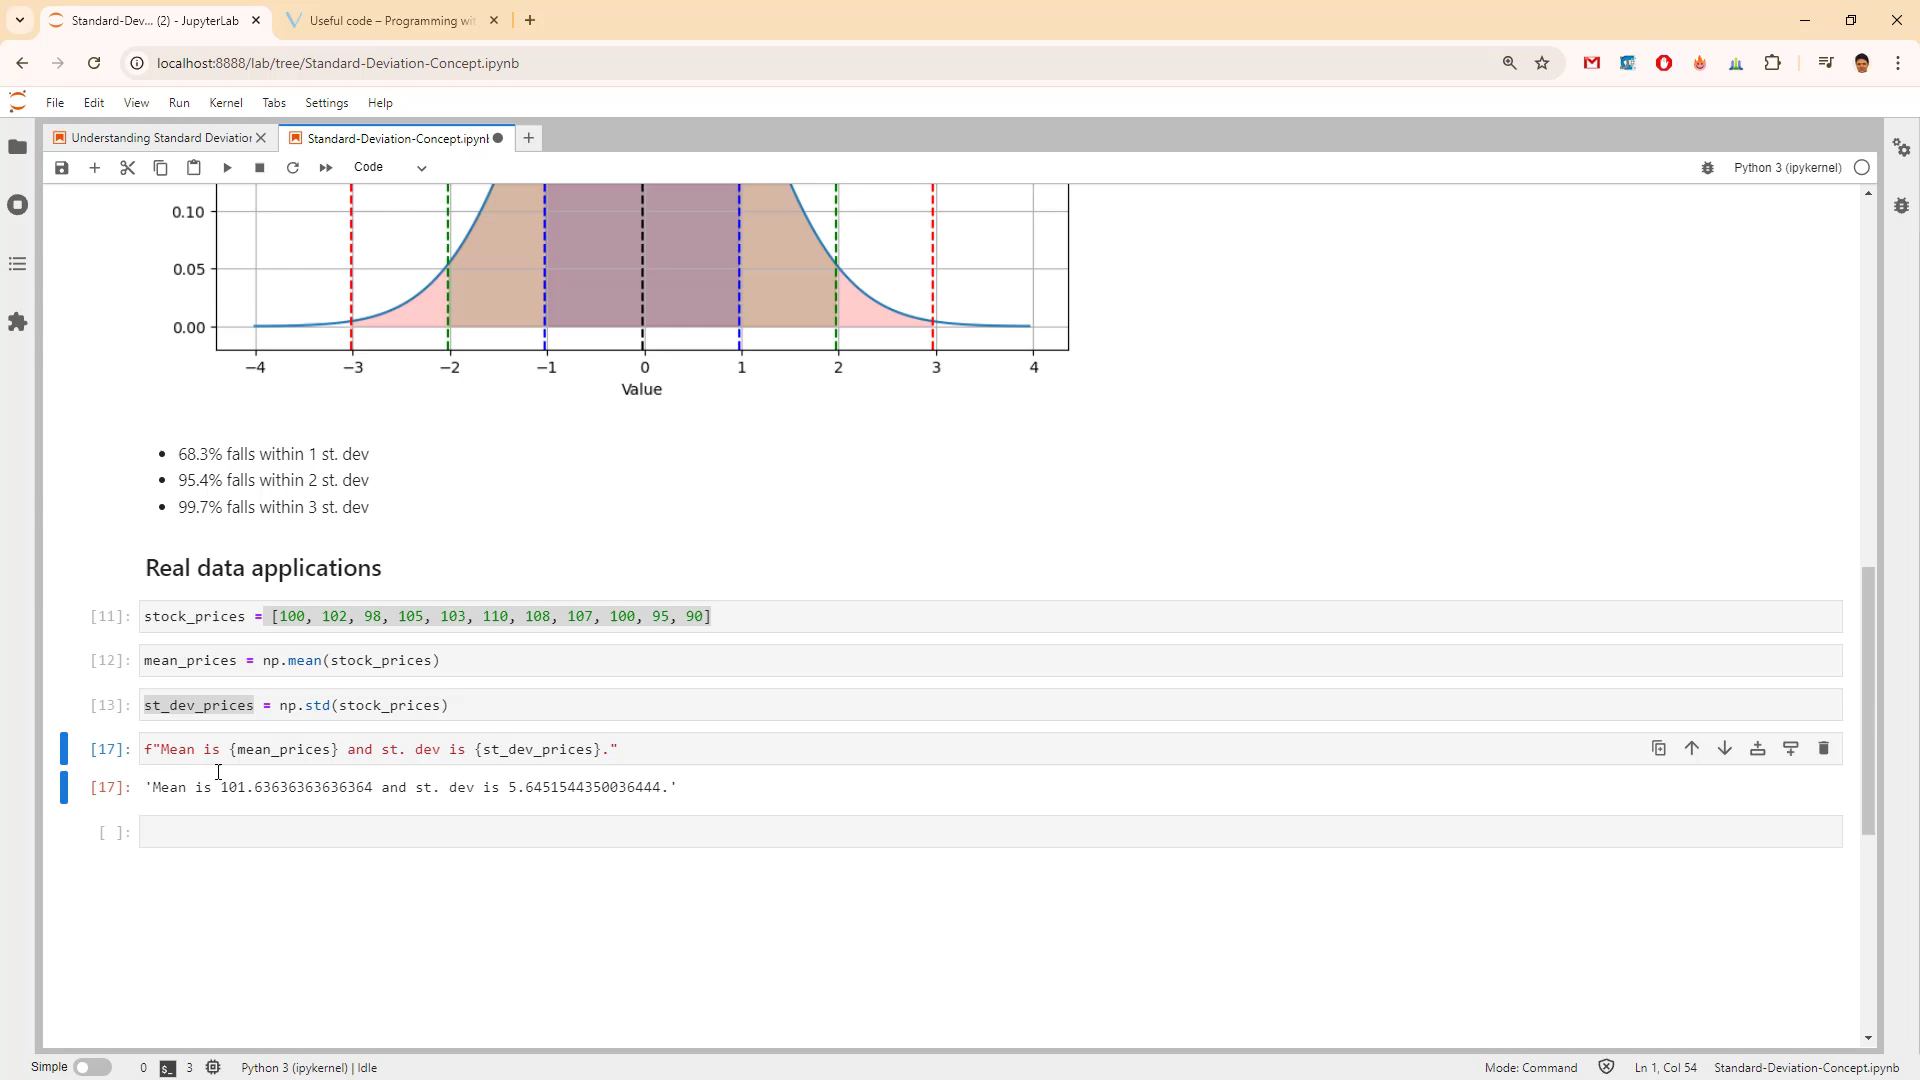 Standard-Dev... (2) - JupyterLab
Useful code – Programming wit
localhost:8888/lab/tree/Standard-Deviation-Concept.ipynb
File Edit View Run Kernel Tabs Settings Help
Understanding Standard Deviation
Standard-Deviation-Concept.ipynb
Code
Python 3 (ipykernel)
0.10
0.05
0.00
−4 −3 −2 −1 0 1 2 3 4
Value
68.3% falls within 1 st. dev
95.4% falls within 2 st. dev
99.7% falls within 3 st. dev
Real data applications
[11]: stock_prices = [100, 102, 98, 105, 103, 110, 108, 107, 100, 95, 90]
[12]: mean_prices = np.mean(stock_prices)
[13]: st_dev_prices = np.std(stock_prices)
[17]: f"Mean is {mean_prices} and st. dev is {st_dev_prices}."
[17]: 'Mean is 101.63636363636364 and st. dev is 5.6451544350036444.'
[ ]:
Simple 0 $_ 3 Python 3 (ipykernel) | Idle Mode: Command Ln 1, Col 54 Standard-Deviation-Concept.ipynb